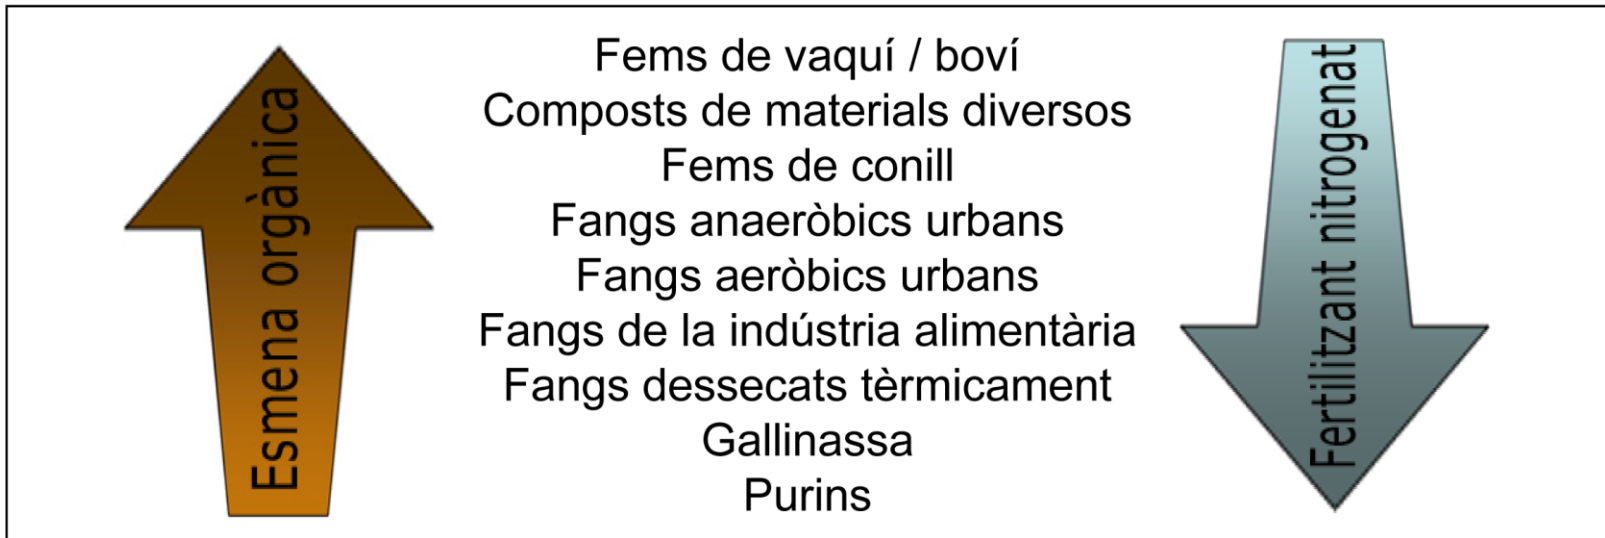 Esmena orgànica
Fems de vaquí / boví
Composts de materials diversos
Fems de conill
Fangs anaeròbics urbans
Fangs aeròbics urbans
Fangs de la indústria alimentària
Fangs dessecats tèrmicament
Gallinassa
Purins
Fertilitzant nitrogenat